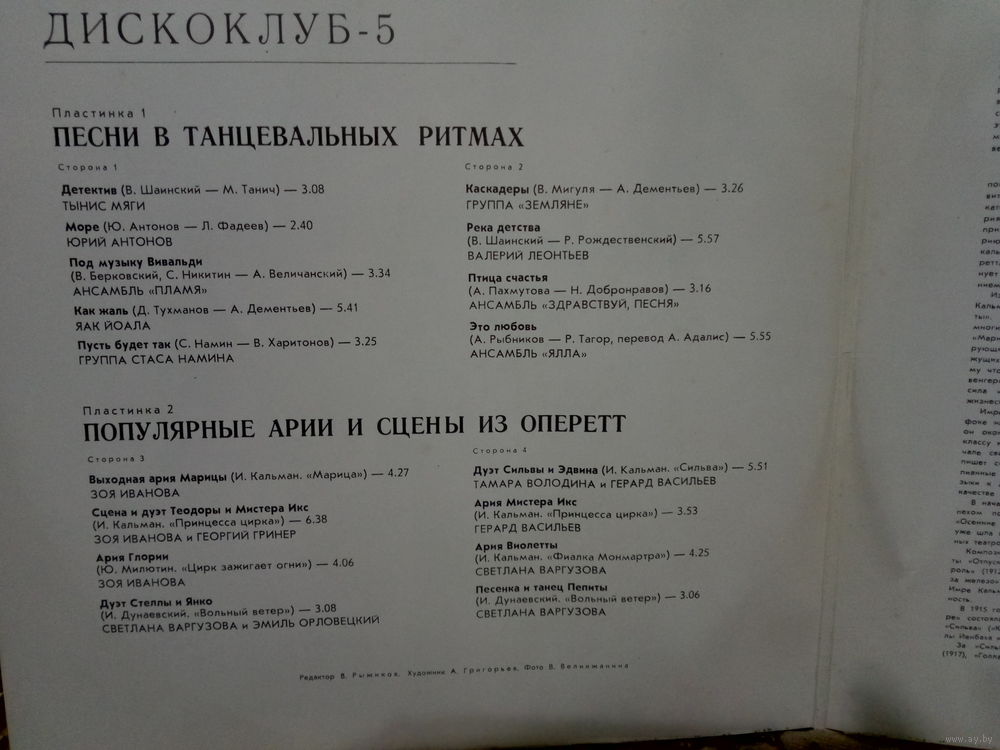 ДИСКОКЛУБ-5
Пластинка 1
ПЕСНИ В ТАНЦЕВАЛЬНЫХ РИТМАХ
Сторона 1
Детектив (В. Шаинский — М. Танич) — 3.08
ТЫНИС МЯГИ
Море (Ю. Антонов — Л. Фадеев) — 2.40
ЮРИЙ АНТОНОВ
Под музыку Вивальди
(В. Берковский, С. Никитин — А. Величанский) — 3.34
АНСАМБЛЬ «ПЛАМЯ»
Как жаль (Д. Тухманов — А. Дементьев) — 5.41
ЯАК ЙОАЛА
Пусть будет так (С. Намин — В. Харитонов) — 3.25
ГРУППА СТАСА НАМИНА
Сторона 2
Каскадеры (В. Мигуля — А. Дементьев) — 3.26
ГРУППА «ЗЕМЛЯНЕ»
Река детства
(В. Шаинский — Р. Рождественский) — 5.57
ВАЛЕРИЙ ЛЕОНТЬЕВ
Птица счастья
(А. Пахмутова — Н. Добронравов) — 3.16
АНСАМБЛЬ «ЗДРАВСТВУЙ, ПЕСНЯ»
Это любовь
(А. Рыбников — Р. Тагор, перевод А. Адалис) — 5.55
АНСАМБЛЬ «ЯЛЛА»
Пластинка 2
ПОПУЛЯРНЫЕ АРИИ И СЦЕНЫ ИЗ ОПЕРЕТТ
Сторона 3
Выходная ария Марицы (И. Кальман. «Марица») — 4.27
ЗОЯ ИВАНОВА
Сцена и дуэт Теодоры и Мистера Икс
(И. Кальман. «Принцесса цирка») — 6.38
ЗОЯ ИВАНОВА и ГЕОРГИЙ ГРИНЕР
Ария Глории
(Ю. Милютин. «Цирк зажигает огни») — 4.06
ЗОЯ ИВАНОВА
Дуэт Стеллы и Янко
(И. Дунаевский. «Вольный ветер») — 3.08
СВЕТЛАНА ВАРГУЗОВА и ЭМИЛЬ ОРЛОВЕЦКИЙ
Сторона 4
Дуэт Сильвы и Эдвина (И. Кальман. «Сильва») — 5.51
ТАМАРА ВОЛОДИНА и ГЕРАРД ВАСИЛЬЕВ
Ария Мистера Икс
(И. Кальман. «Принцесса цирка») — 3.53
ГЕРАРД ВАСИЛЬЕВ
Ария Виолетты
(И. Кальман. «Фиалка Монмартра») — 4.25
СВЕТЛАНА ВАРГУЗОВА
Песенка и танец Пепиты
(И. Дунаевский. «Вольный ветер») — 3.06
СВЕТЛАНА ВАРГУЗОВА
Редактор В. Рыжиков. Художник А. Григорьев. Фото В. Велинжанина
www.ay.by